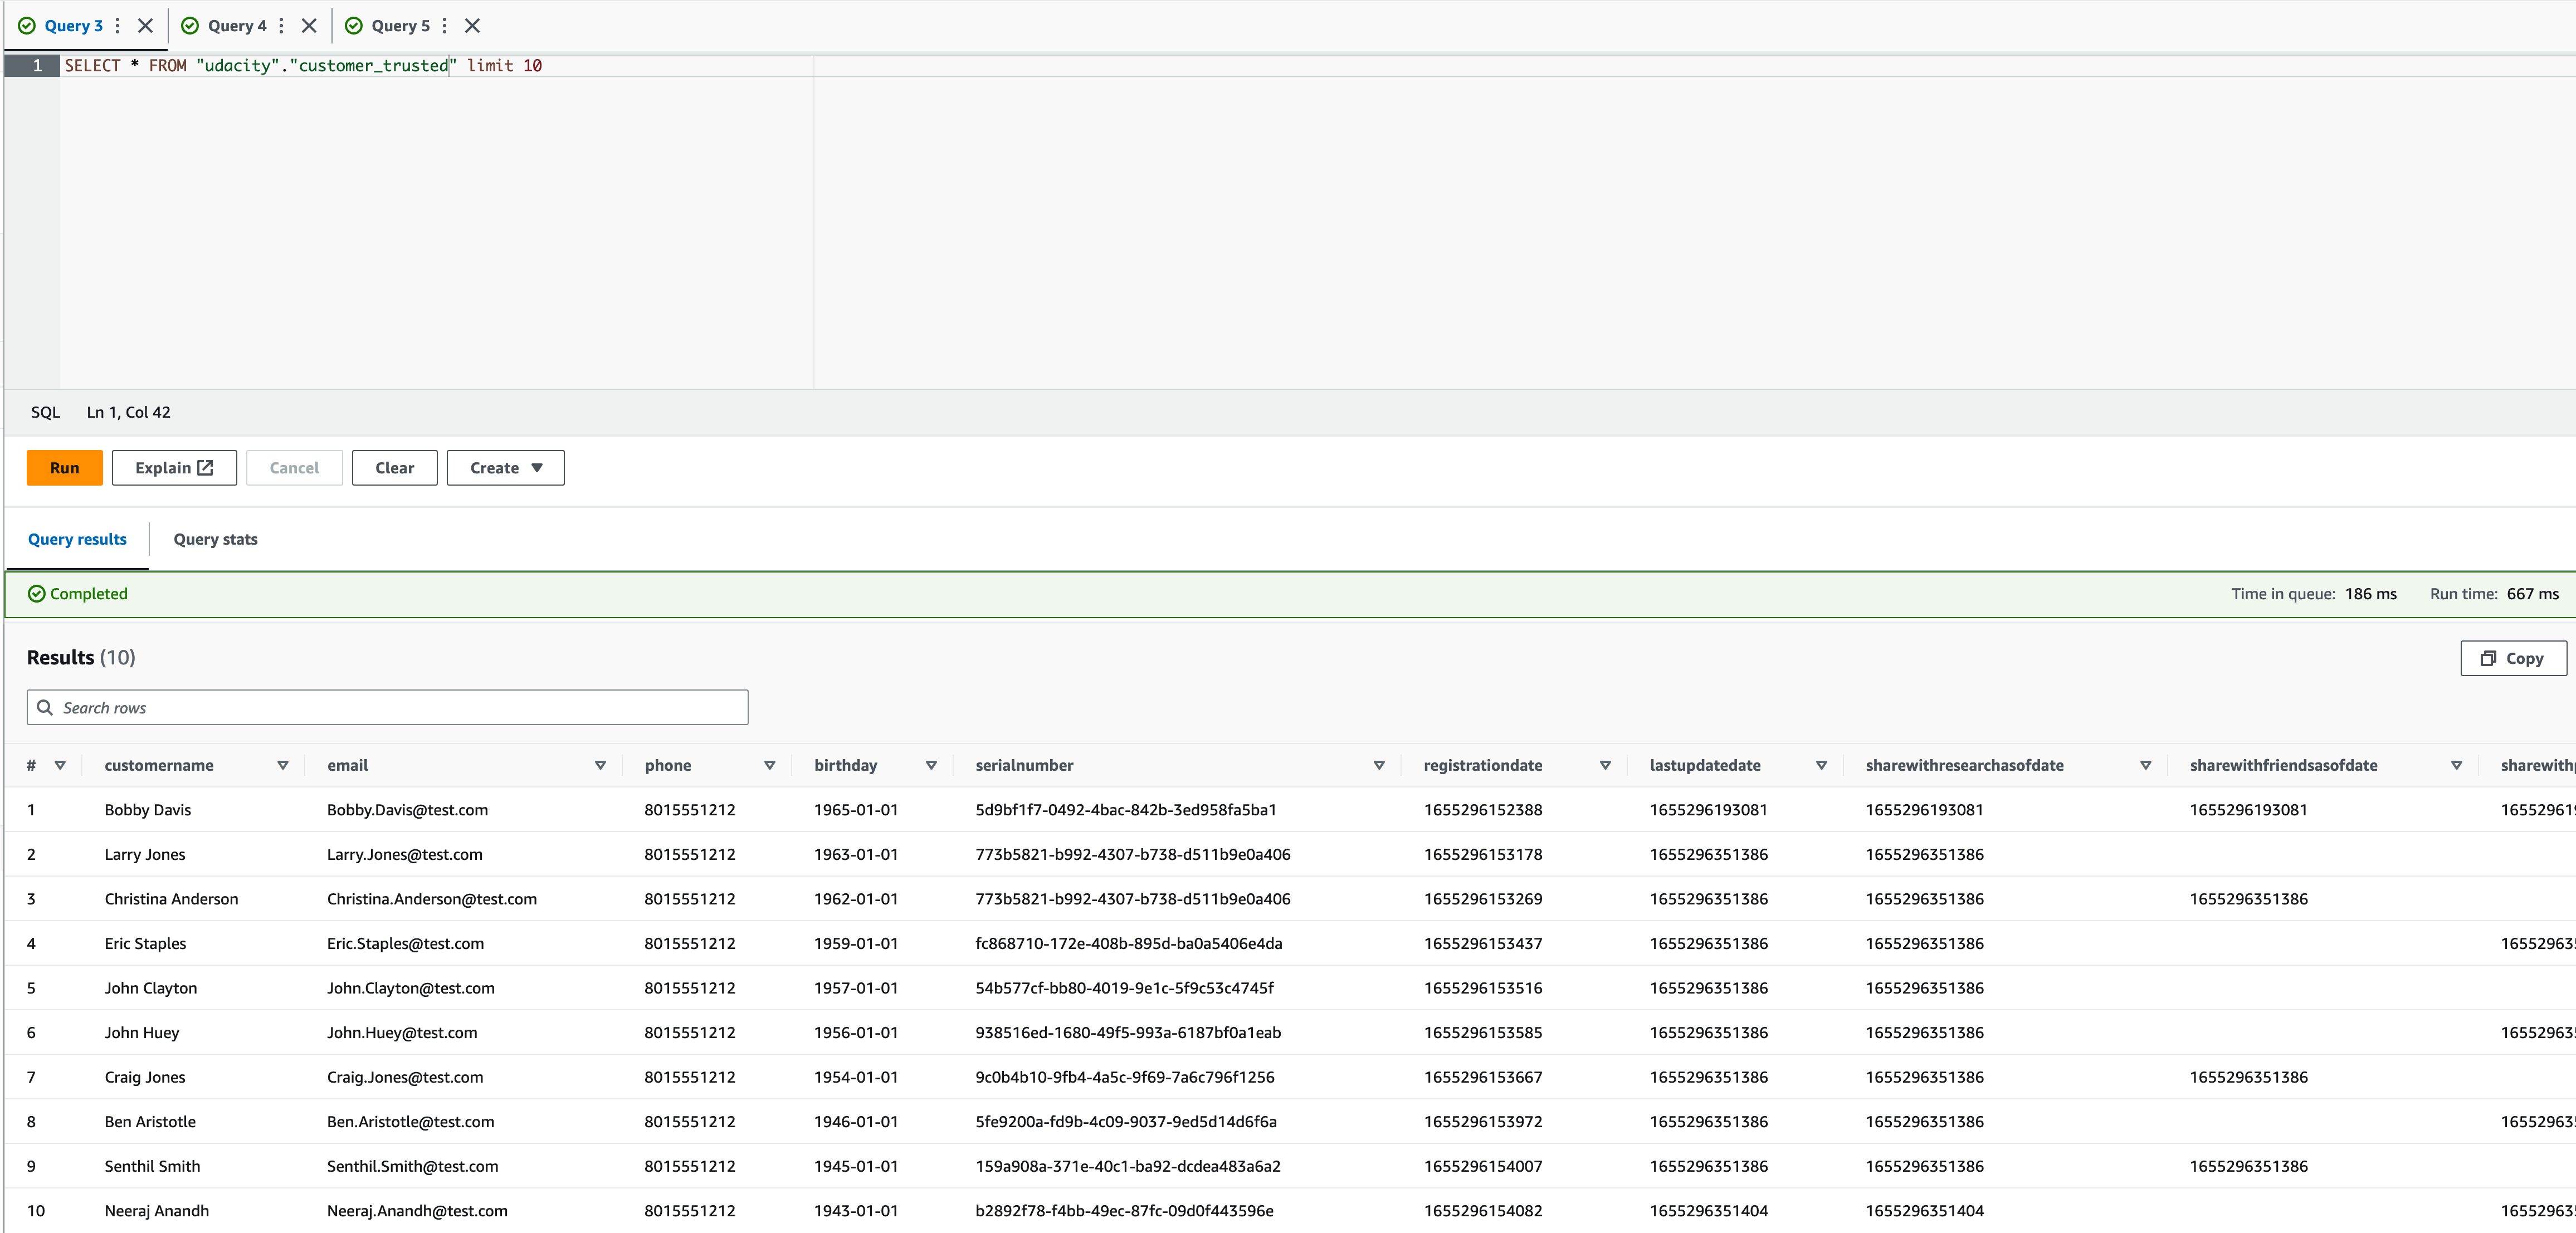 Query 3 Query 4 Query 5
1 SELECT * FROM "udacity"."customer_trusted" limit 10
SQL Ln 1, Col 42
Run Explain Cancel Clear Create
Query results Query stats
Completed Time in queue: 186 ms Run time: 667 ms
Results (10) Copy
Search rows
# customername email phone birthday serialnumber registrationdate lastupdatedate sharewithresearchasofdate sharewithfriendsasofdate sharewithp
1 Bobby Davis Bobby.Davis@test.com 8015551212 1965-01-01 5d9bf1f7-0492-4bac-842b-3ed958fa5ba1 1655296152388 1655296193081 1655296193081 1655296193081 165529619
2 Larry Jones Larry.Jones@test.com 8015551212 1963-01-01 773b5821-b992-4307-b738-d511b9e0a406 1655296153178 1655296351386 1655296351386
3 Christina Anderson Christina.Anderson@test.com 8015551212 1962-01-01 773b5821-b992-4307-b738-d511b9e0a406 1655296153269 1655296351386 1655296351386 1655296351386
4 Eric Staples Eric.Staples@test.com 8015551212 1959-01-01 fc868710-172e-408b-895d-ba0a5406e4da 1655296153437 1655296351386 1655296351386 165529635
5 John Clayton John.Clayton@test.com 8015551212 1957-01-01 54b577cf-bb80-4019-9e1c-5f9c53c4745f 1655296153516 1655296351386 1655296351386
6 John Huey John.Huey@test.com 8015551212 1956-01-01 938516ed-1680-49f5-993a-6187bf0a1eab 1655296153585 1655296351386 1655296351386 165529635
7 Craig Jones Craig.Jones@test.com 8015551212 1954-01-01 9c0b4b10-9fb4-4a5c-9f69-7a6c796f1256 1655296153667 1655296351386 1655296351386 1655296351386
8 Ben Aristotle Ben.Aristotle@test.com 8015551212 1946-01-01 5fe9200a-fd9b-4c09-9037-9ed5d14d6f6a 1655296153972 1655296351386 1655296351386 165529635
9 Senthil Smith Senthil.Smith@test.com 8015551212 1945-01-01 159a908a-371e-40c1-ba92-dcdea483a6a2 1655296154007 1655296351386 1655296351386 1655296351386
10 Neeraj Anandh Neeraj.Anandh@test.com 8015551212 1943-01-01 b2892f78-f4bb-49ec-87fc-09d0f443596e 1655296154082 1655296351404 1655296351404 165529635